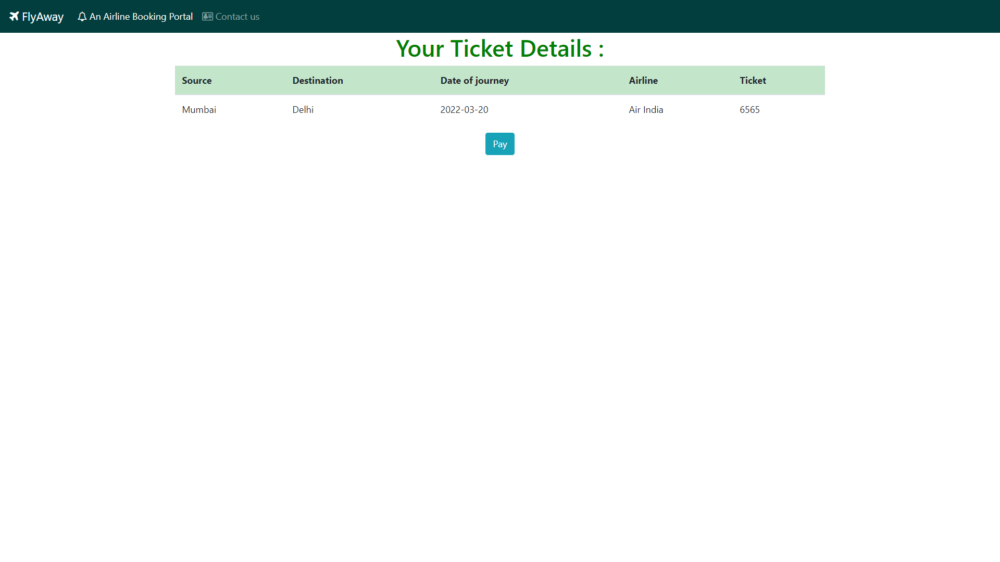 FlyAway An Airline Booking Portal Contact us
Your Ticket Details :
Source Destination Date of journey Airline Ticket
Mumbai Delhi 2022-03-20 Air India 6565
Pay